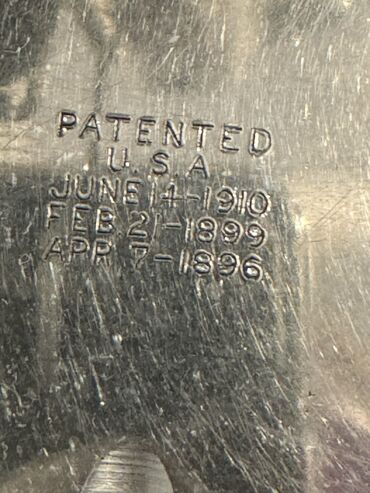 PATENTED
U.S.A.
JUNE 14-1910
FEB. 21-1899
APR. 7-1896